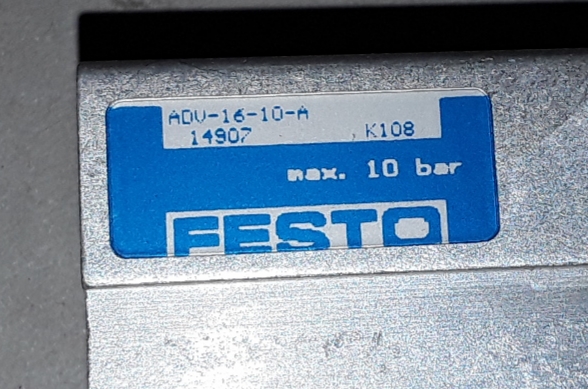 ADV-16-10-A
14907 K108
max. 10 bar
FESTO